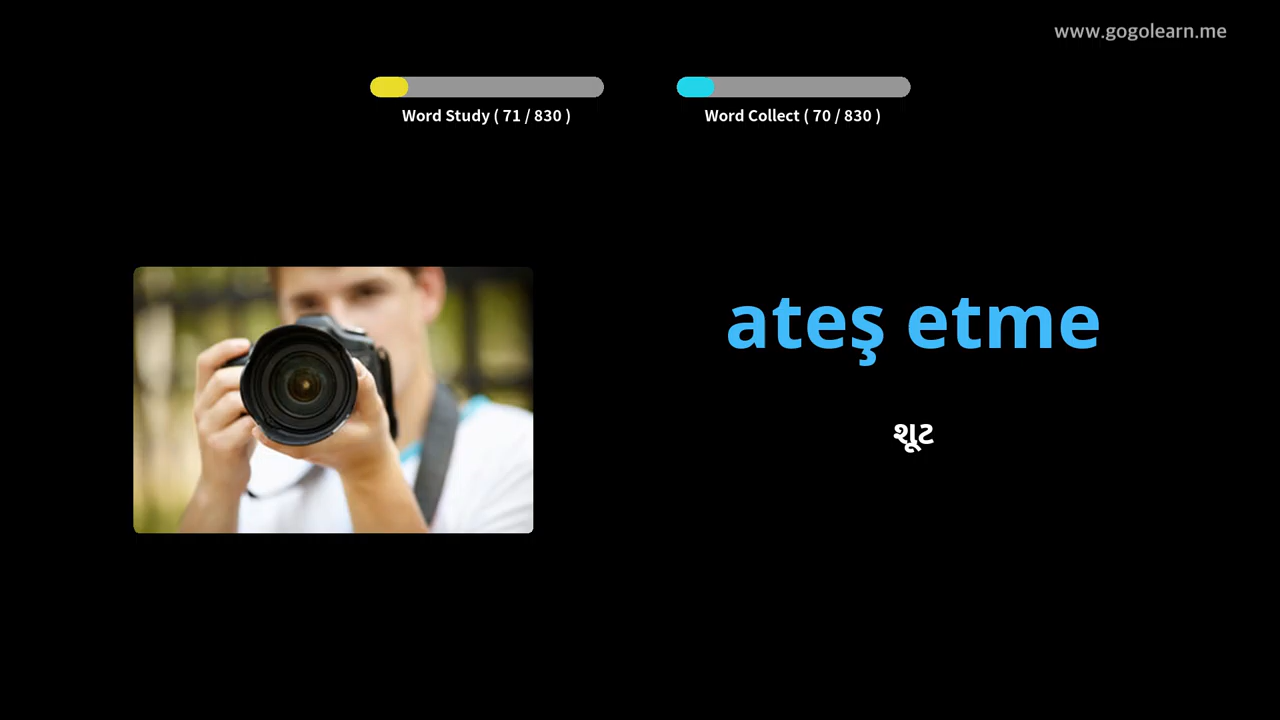 www.gogolearn.me
Word Study ( 71 / 830 )
Word Collect ( 70 / 830 )
ateş etme
શૂટ